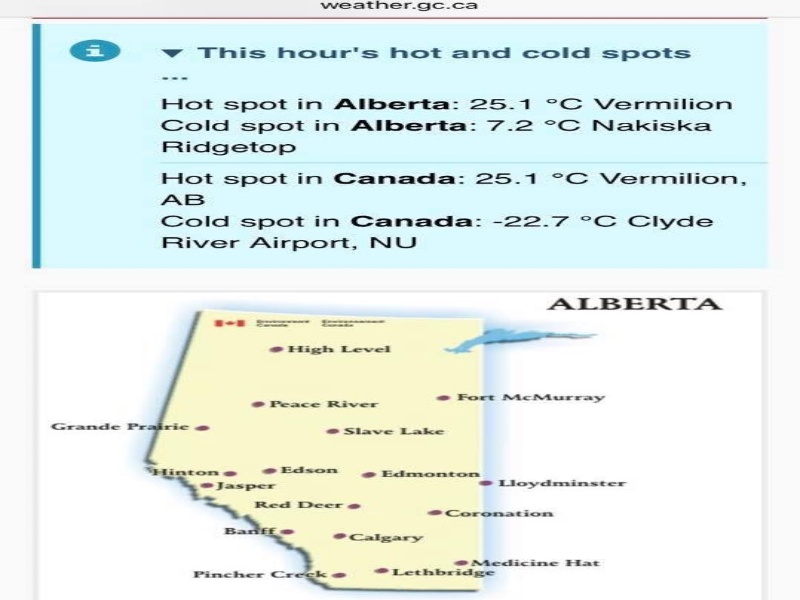 weather.gc.ca
This hour's hot and cold spots
...
Hot spot in Alberta: 25.1 °C Vermilion
Cold spot in Alberta: 7.2 °C Nakiska
Ridgetop
Hot spot in Canada: 25.1 °C Vermilion,
AB
Cold spot in Canada: -22.7 °C Clyde
River Airport, NU
ALBERTA
Environment Environnement
Canada Canada
High Level
Fort McMurray
Peace River
Grande Prairie
Slave Lake
Hinton
Edson
Edmonton
Jasper
Lloydminster
Red Deer
Coronation
Banff
Calgary
Medicine Hat
Pincher Creek
Lethbridge